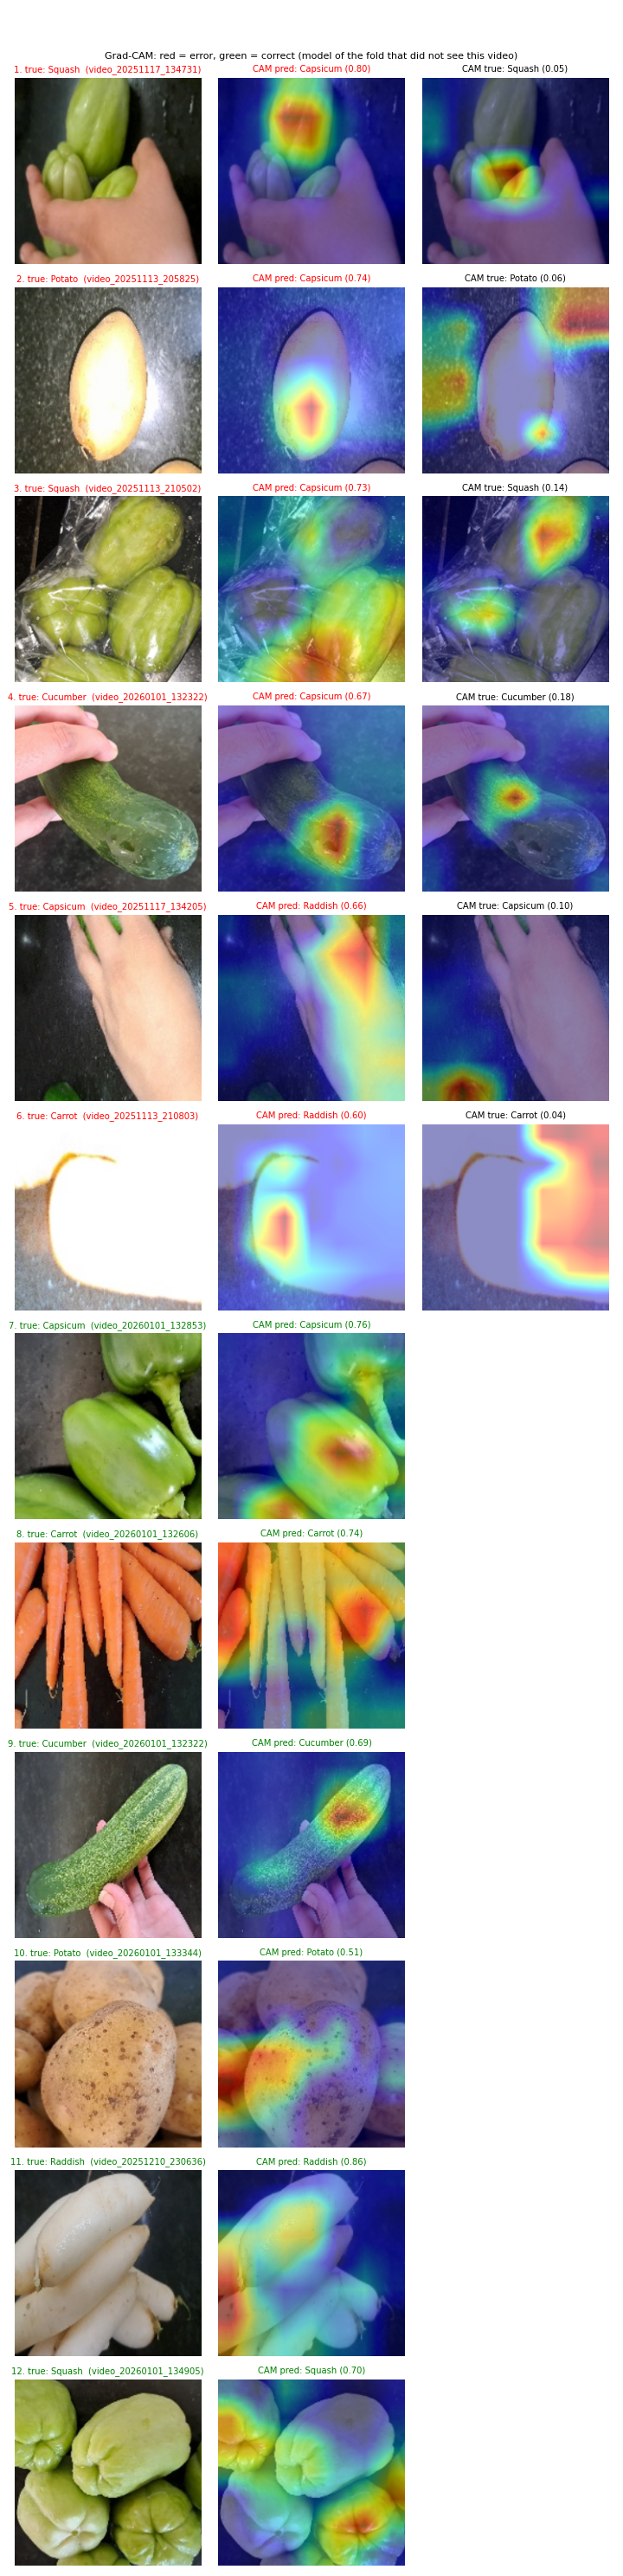 Grad-CAM: red = error, green = correct (model of the fold that did not see this video)
1. true: Squash (video_20251117_134731) CAM pred: Capsicum (0.80) CAM true: Squash (0.05)
2. true: Potato (video_20251113_205825) CAM pred: Capsicum (0.74) CAM true: Potato (0.06)
3. true: Squash (video_20251113_210502) CAM pred: Capsicum (0.73) CAM true: Squash (0.14)
4. true: Cucumber (video_20260101_132322) CAM pred: Capsicum (0.67) CAM true: Cucumber (0.18)
5. true: Capsicum (video_20251117_134205) CAM pred: Raddish (0.66) CAM true: Capsicum (0.10)
6. true: Carrot (video_20251113_210803) CAM pred: Raddish (0.60) CAM true: Carrot (0.04)
7. true: Capsicum (video_20260101_132853) CAM pred: Capsicum (0.76)
8. true: Carrot (video_20260101_132606) CAM pred: Carrot (0.74)
9. true: Cucumber (video_20260101_132322) CAM pred: Cucumber (0.69)
10. true: Potato (video_20260101_133344) CAM pred: Potato (0.51)
11. true: Raddish (video_20251210_230636) CAM pred: Raddish (0.86)
12. true: Squash (video_20260101_134905) CAM pred: Squash (0.70)